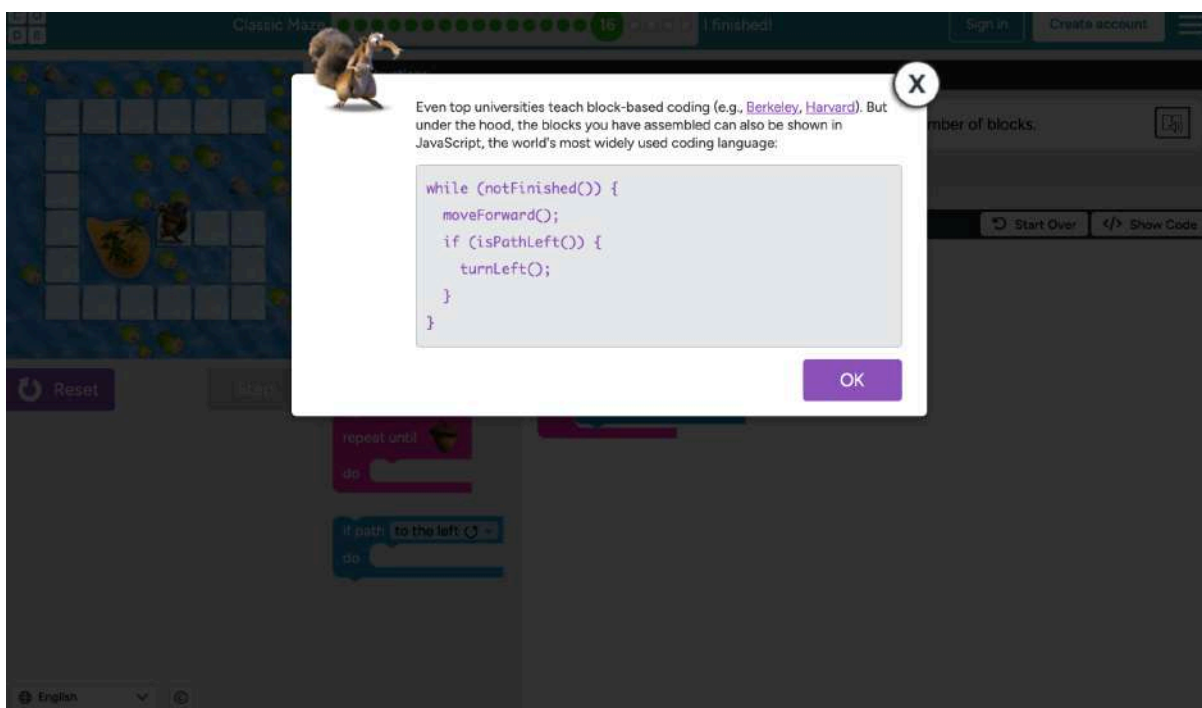 CODE
Classic Maze
16
I finished!
Sign in
Create account
X
Even top universities teach block-based coding (e.g., Berkeley, Harvard). But
under the hood, the blocks you have assembled can also be shown in
JavaScript, the world's most widely used coding language:
while (notFinished()) {
moveForward();
if (isPathLeft()) {
turnLeft();
}
}
OK
mber of blocks.
Start Over
</> Show Code
Reset
Step
repeat until
do
if path to the left
do
English
©